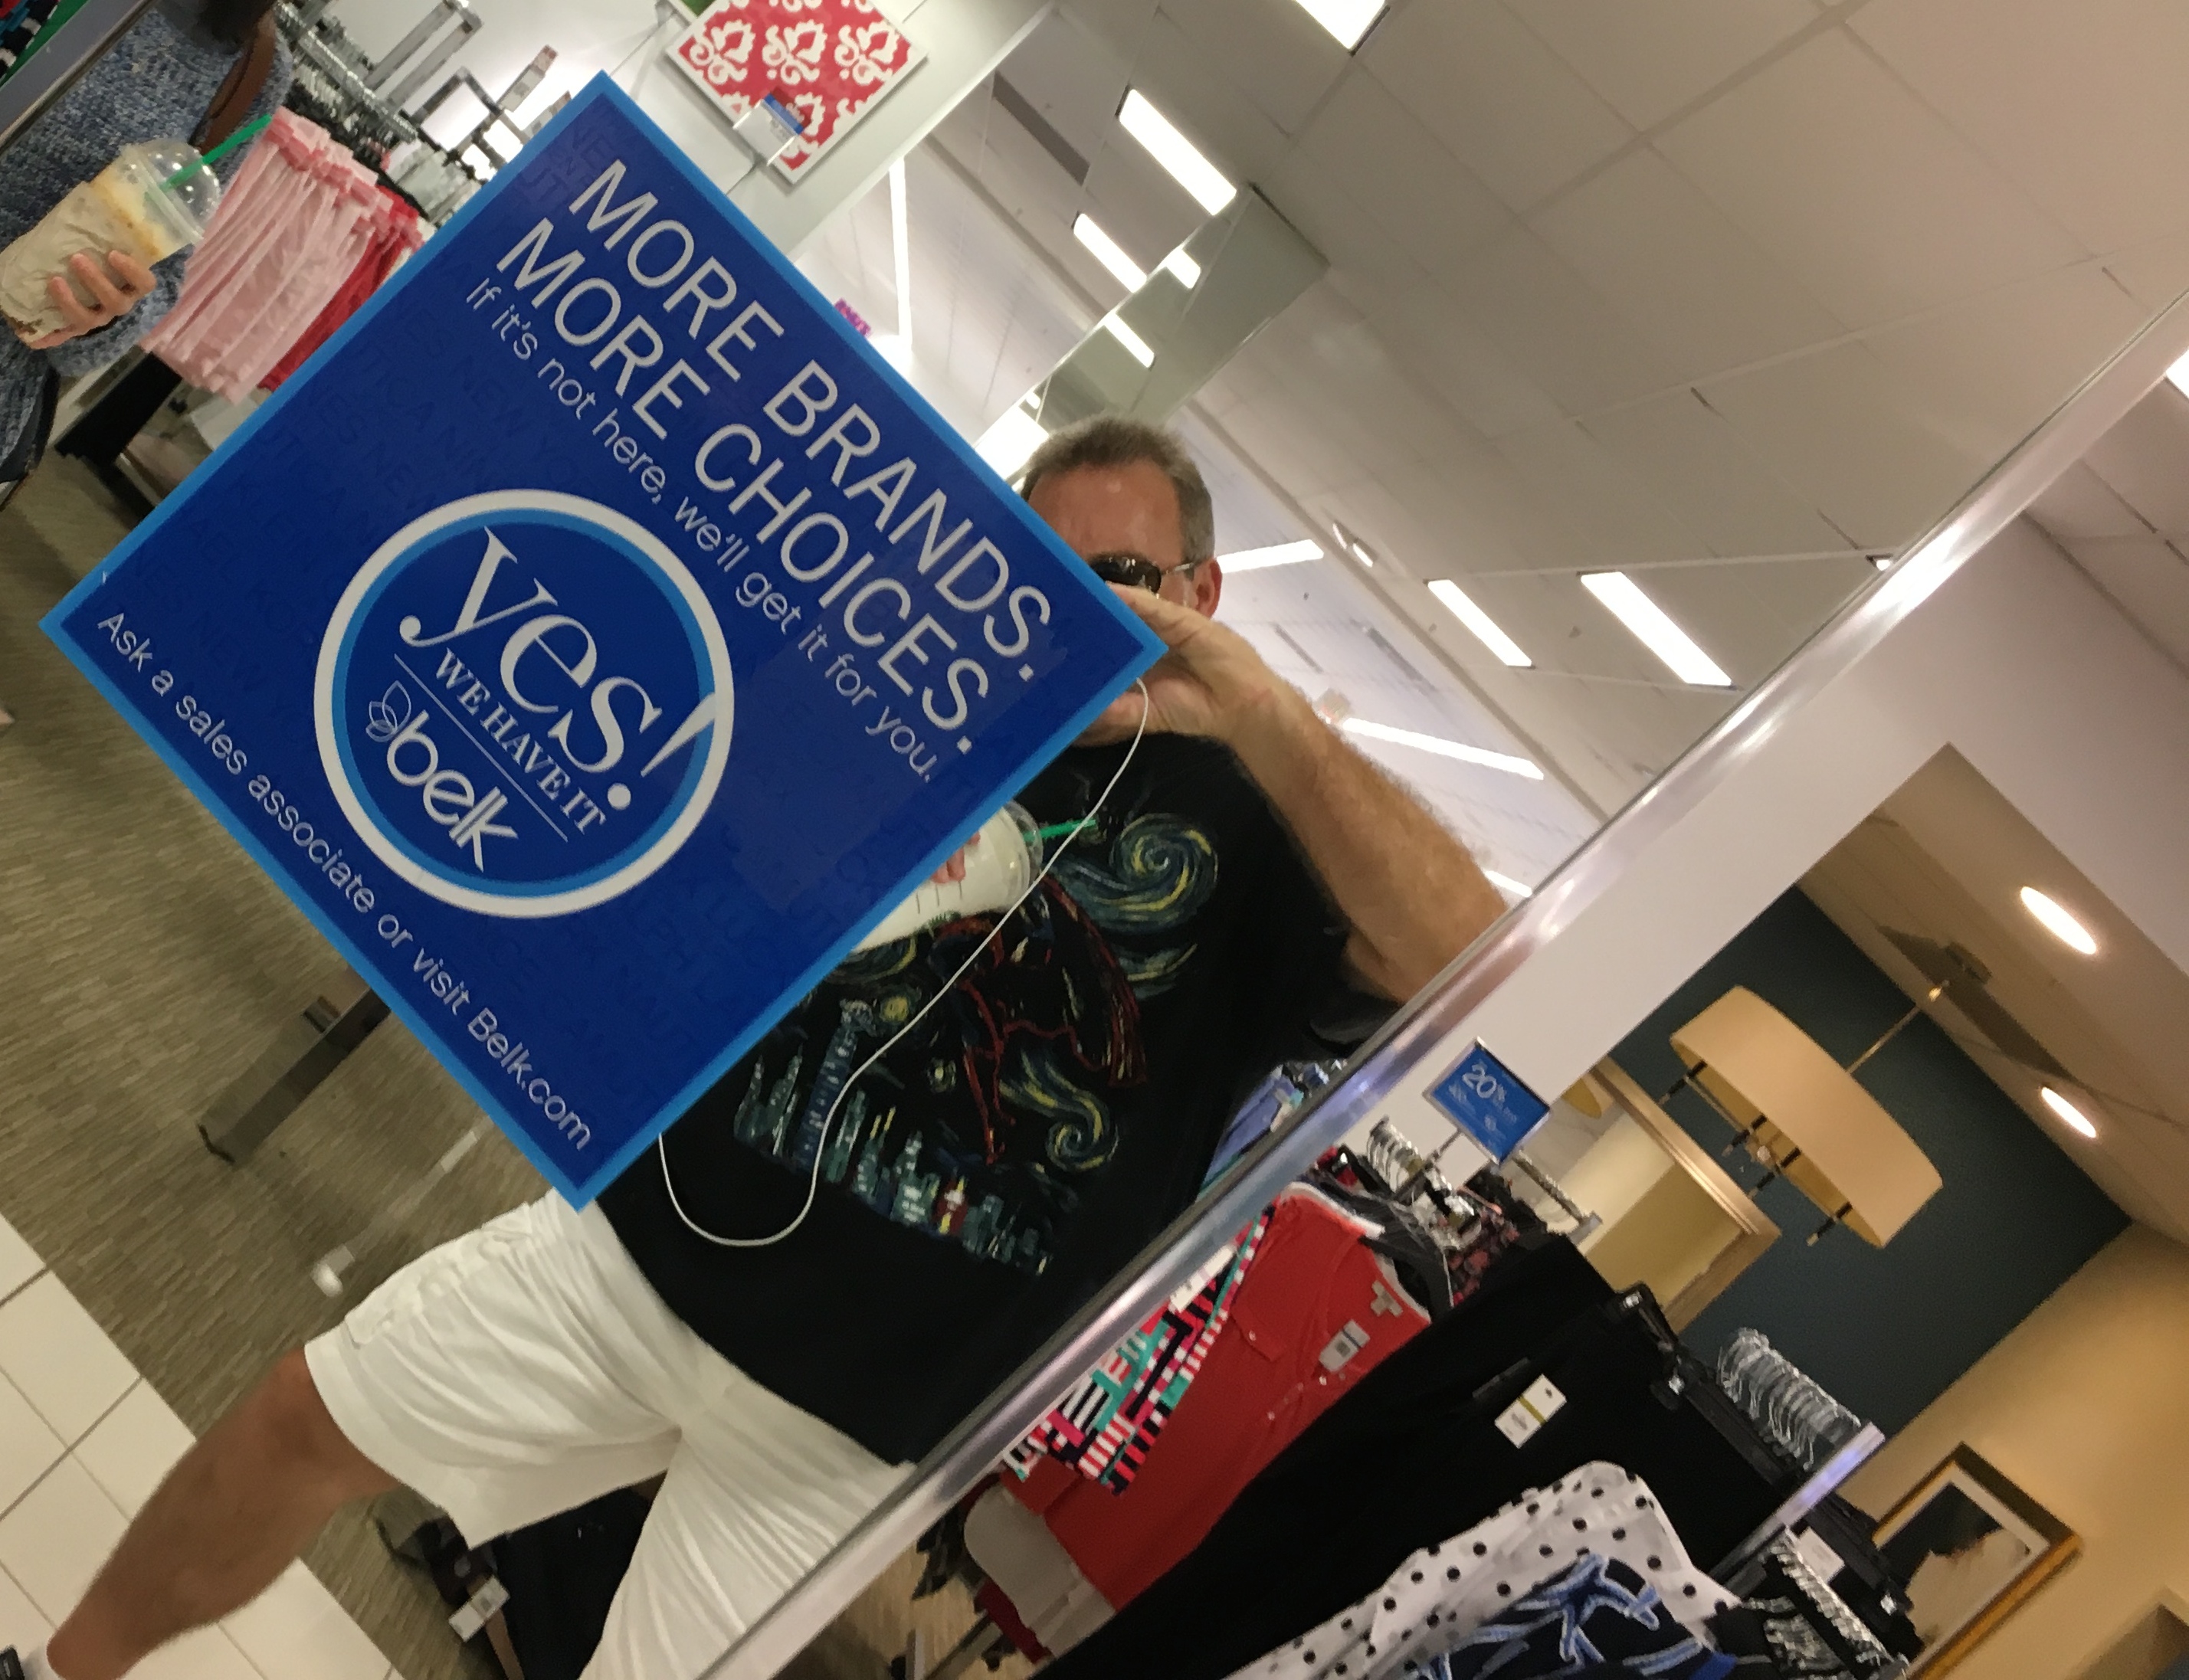 MORE BRANDS.
MORE CHOICES.
If it's not here, we'll get it for you.
yes!
WE HAVE IT
belk
Ask a sales associate or visit Belk.com
20%